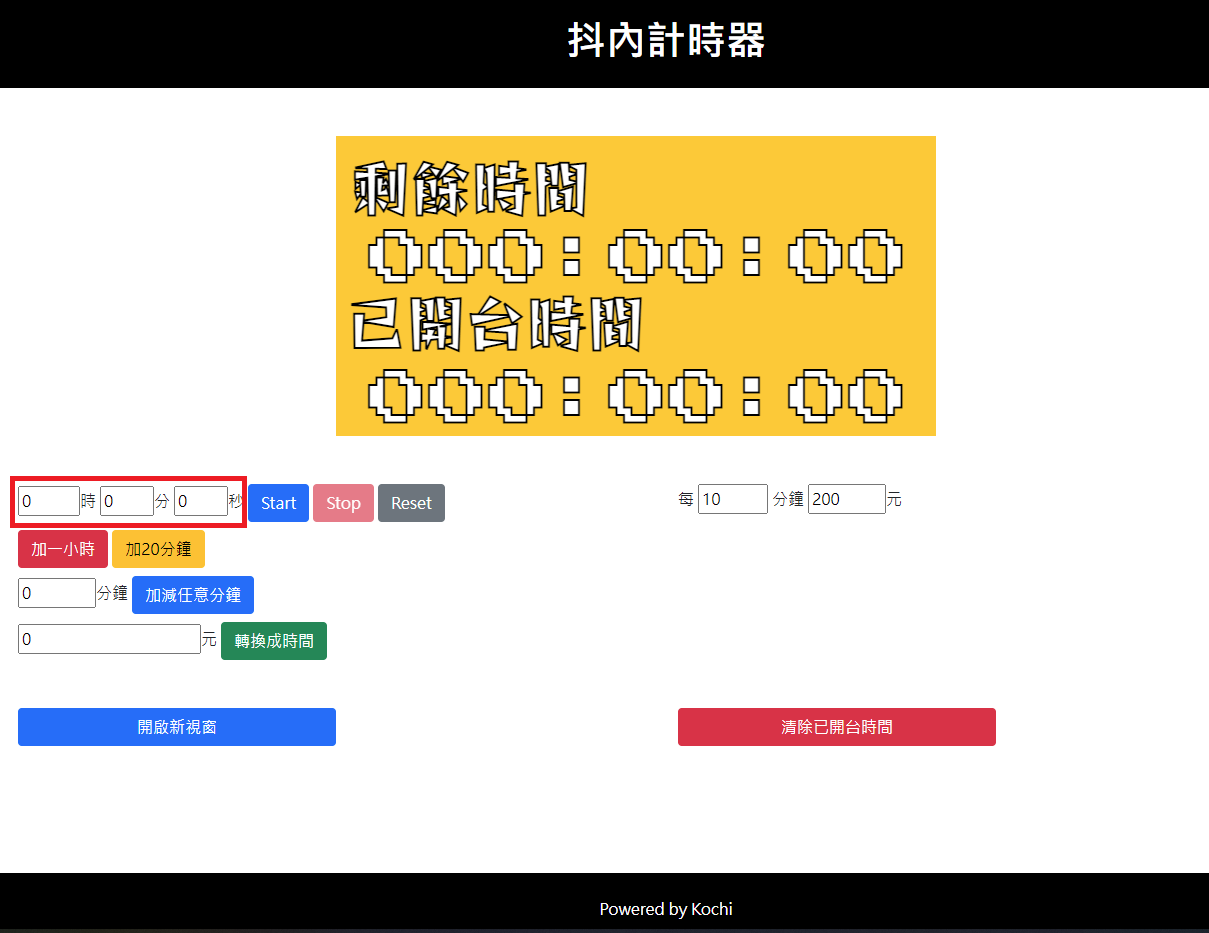 抖內計時器
剩餘時間
000:00:00
已開台時間
000:00:00
0 時 0 分 0 秒 Start Stop Reset 每 10 分鐘 200 元
加一小時 加20分鐘
0 分鐘 加減任意分鐘
0 元 轉換成時間
開啟新視窗 清除已開台時間
Powered by Kochi